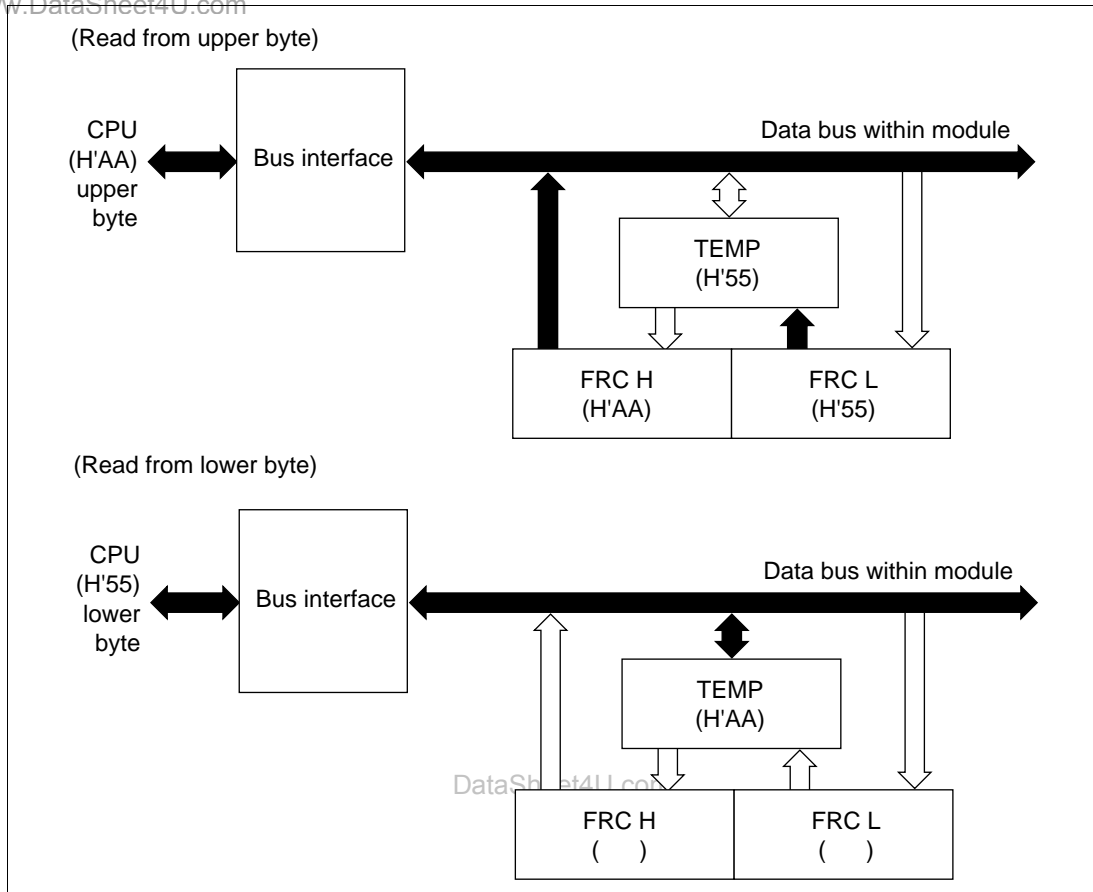 w.DataSheet4U.com
(Read from upper byte)
CPU
(H'AA)
upper
byte
Bus interface
Data bus within module
TEMP
(H'55)
FRC H
(H'AA)
FRC L
(H'55)
(Read from lower byte)
CPU
(H'55)
lower
byte
Bus interface
Data bus within module
TEMP
(H'AA)
DataSheet4U.com
FRC H
( )
FRC L
( )